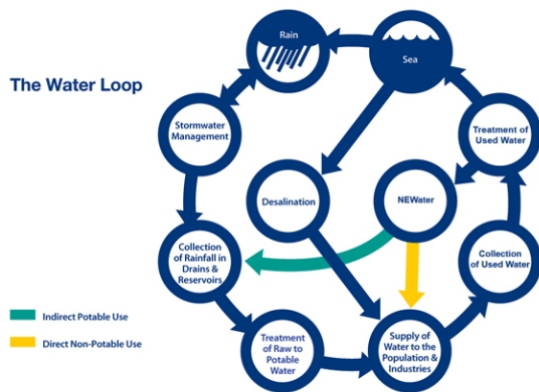 The Water Loop
Rain
Sea
Stormwater
Management
Treatment of
Used Water
Desalination
NEWater
Collection
of Rainfall in
Drains &
Reservoirs
Collection
of Used Water
Indirect Potable Use
Direct Non-Potable Use
Treatment
of Raw to
Potable
Water
Supply of
Water to the
Population &
Industries